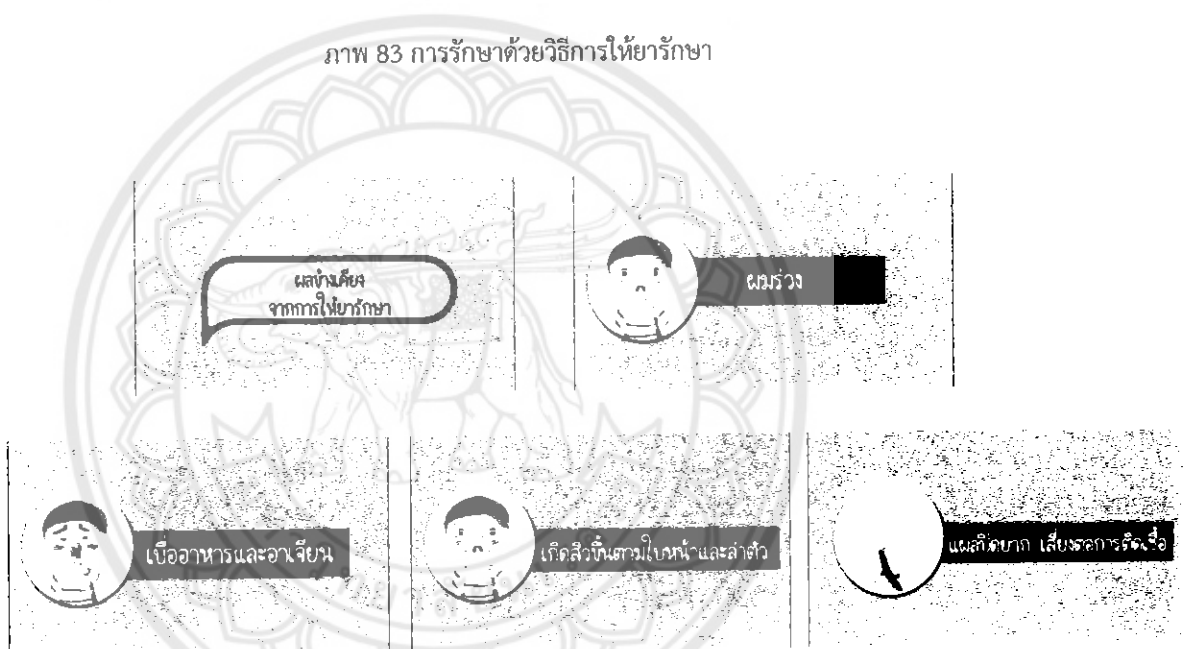 ภาพ 83 การรักษาด้วยวิธีการให้ยารักษา
ผลข้างเคียง
จากการให้ยารักษา
ผมร่วง
เบื่ออาหารและอาเจียน
เกิดสิวขึ้นตามใบหน้าและลำตัว
แผลติดยาก เสี่ยงต่อการติดเชื้อ